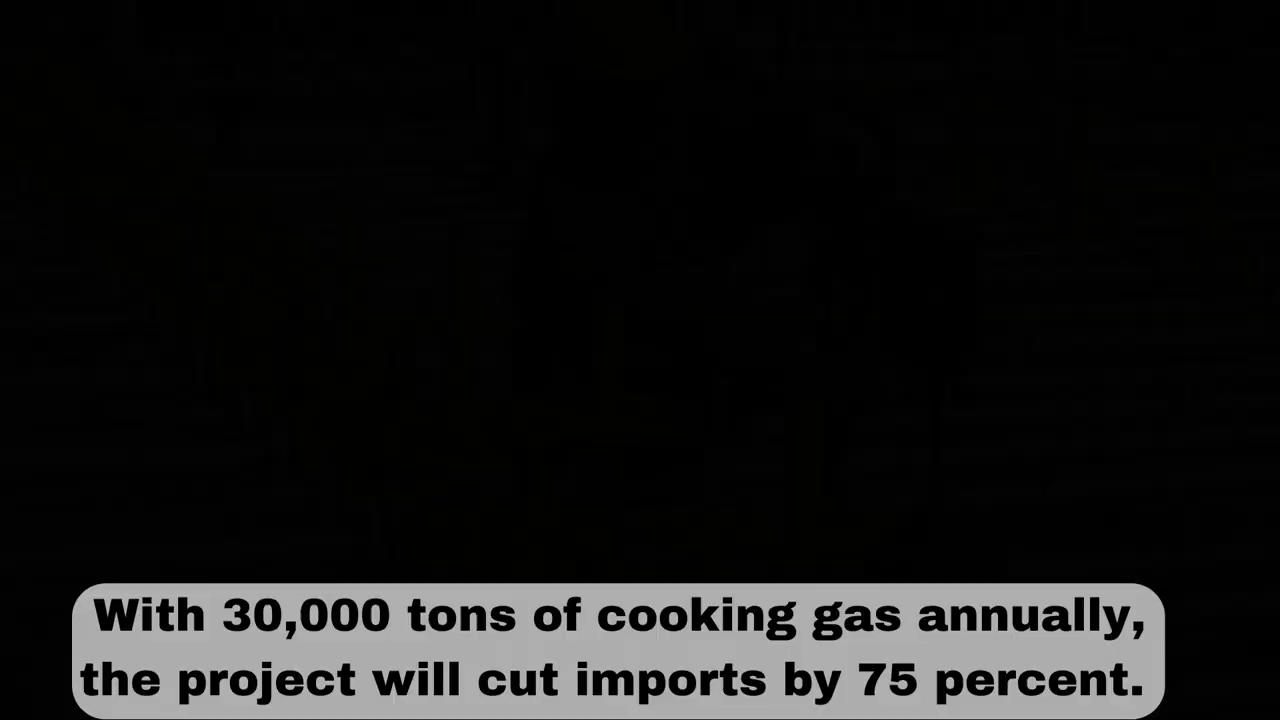 With 30,000 tons of cooking gas annually,
the project will cut imports by 75 percent.